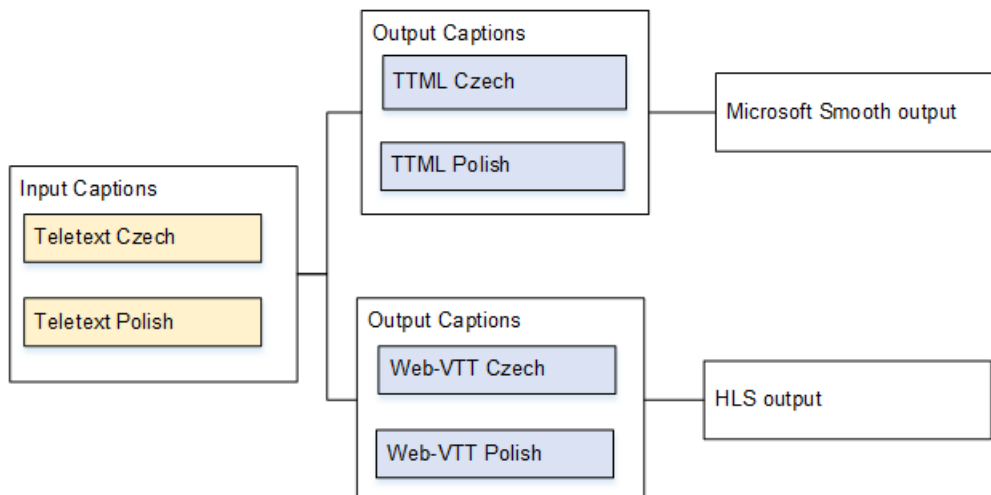 Input Captions
Teletext Czech
Teletext Polish
Output Captions
TTML Czech
TTML Polish
Microsoft Smooth output
Output Captions
Web-VTT Czech
Web-VTT Polish
HLS output